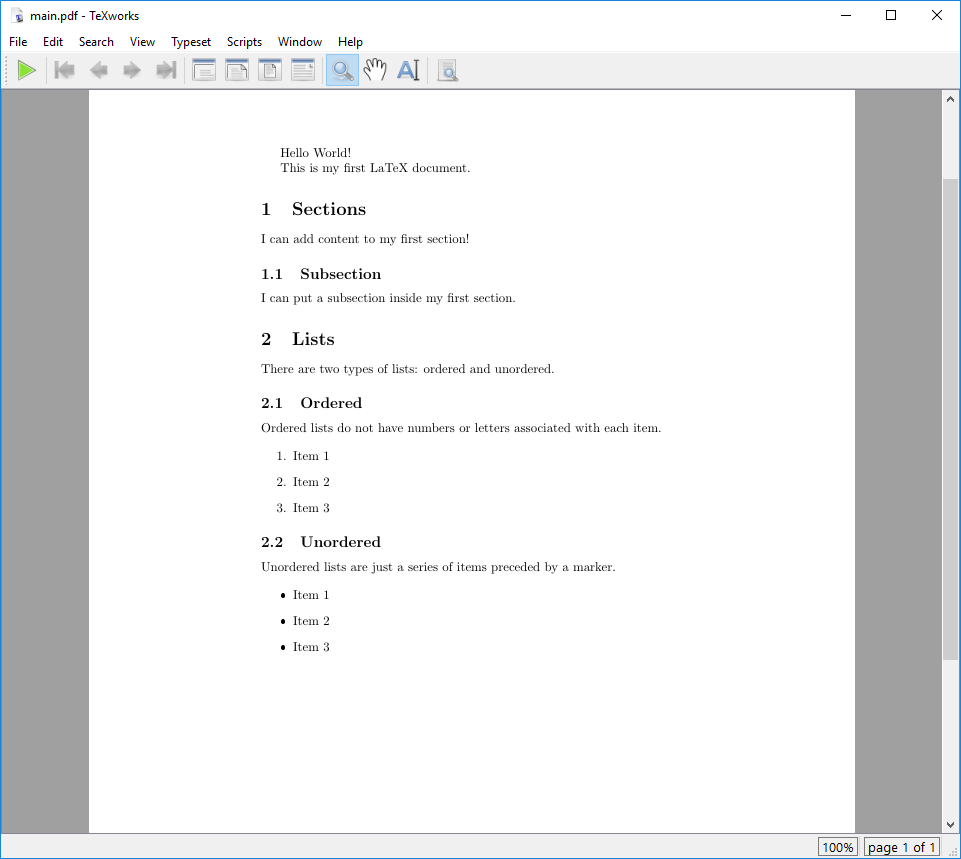 main.pdf - TeXworks
File Edit Search View Typeset Scripts Window Help
Hello World!
This is my first LaTeX document.
1 Sections
I can add content to my first section!
1.1 Subsection
I can put a subsection inside my first section.
2 Lists
There are two types of lists: ordered and unordered.
2.1 Ordered
Ordered lists do not have numbers or letters associated with each item.
1. Item 1
2. Item 2
3. Item 3
2.2 Unordered
Unordered lists are just a series of items preceded by a marker.
• Item 1
• Item 2
• Item 3
100% page 1 of 1